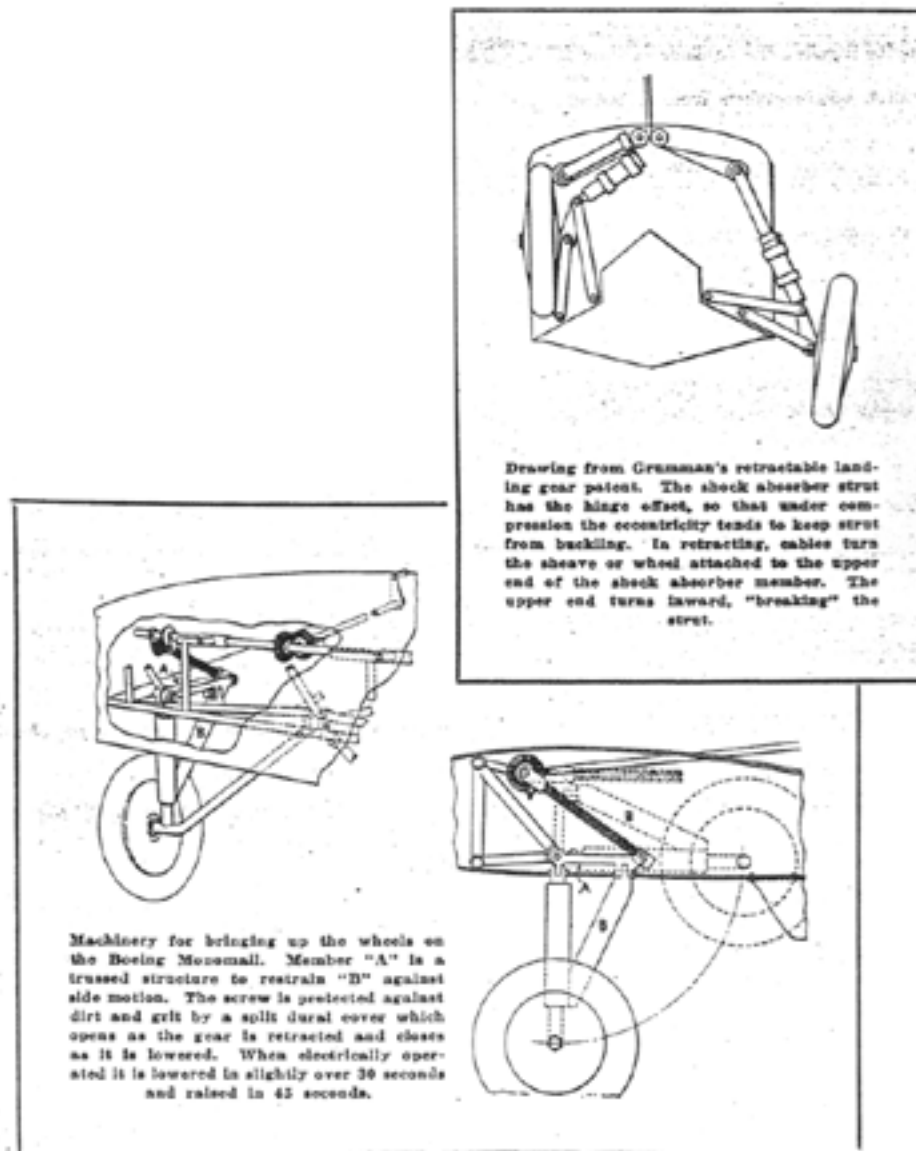 Drawing from Grumman's retractable land-
ing gear patent. The shock absorber strut
has the hinge offset, so that under com-
pression the eccentricity tends to keep strut
from buckling. In retracting, cables turn
the sheave or wheel attached to the upper
end of the shock absorber member. The
upper end turns inward, "breaking" the
strut.
A
B
B
A
B
Machinery for bringing up the wheels on
the Boeing Monomail. Member "A" is a
trussed structure to restrain "B" against
side motion. The screw is protected against
dirt and grit by a split dural cover which
opens as the gear is retracted and closes
as it is lowered. When electrically oper-
ated it is lowered in slightly over 30 seconds
and raised in 45 seconds.